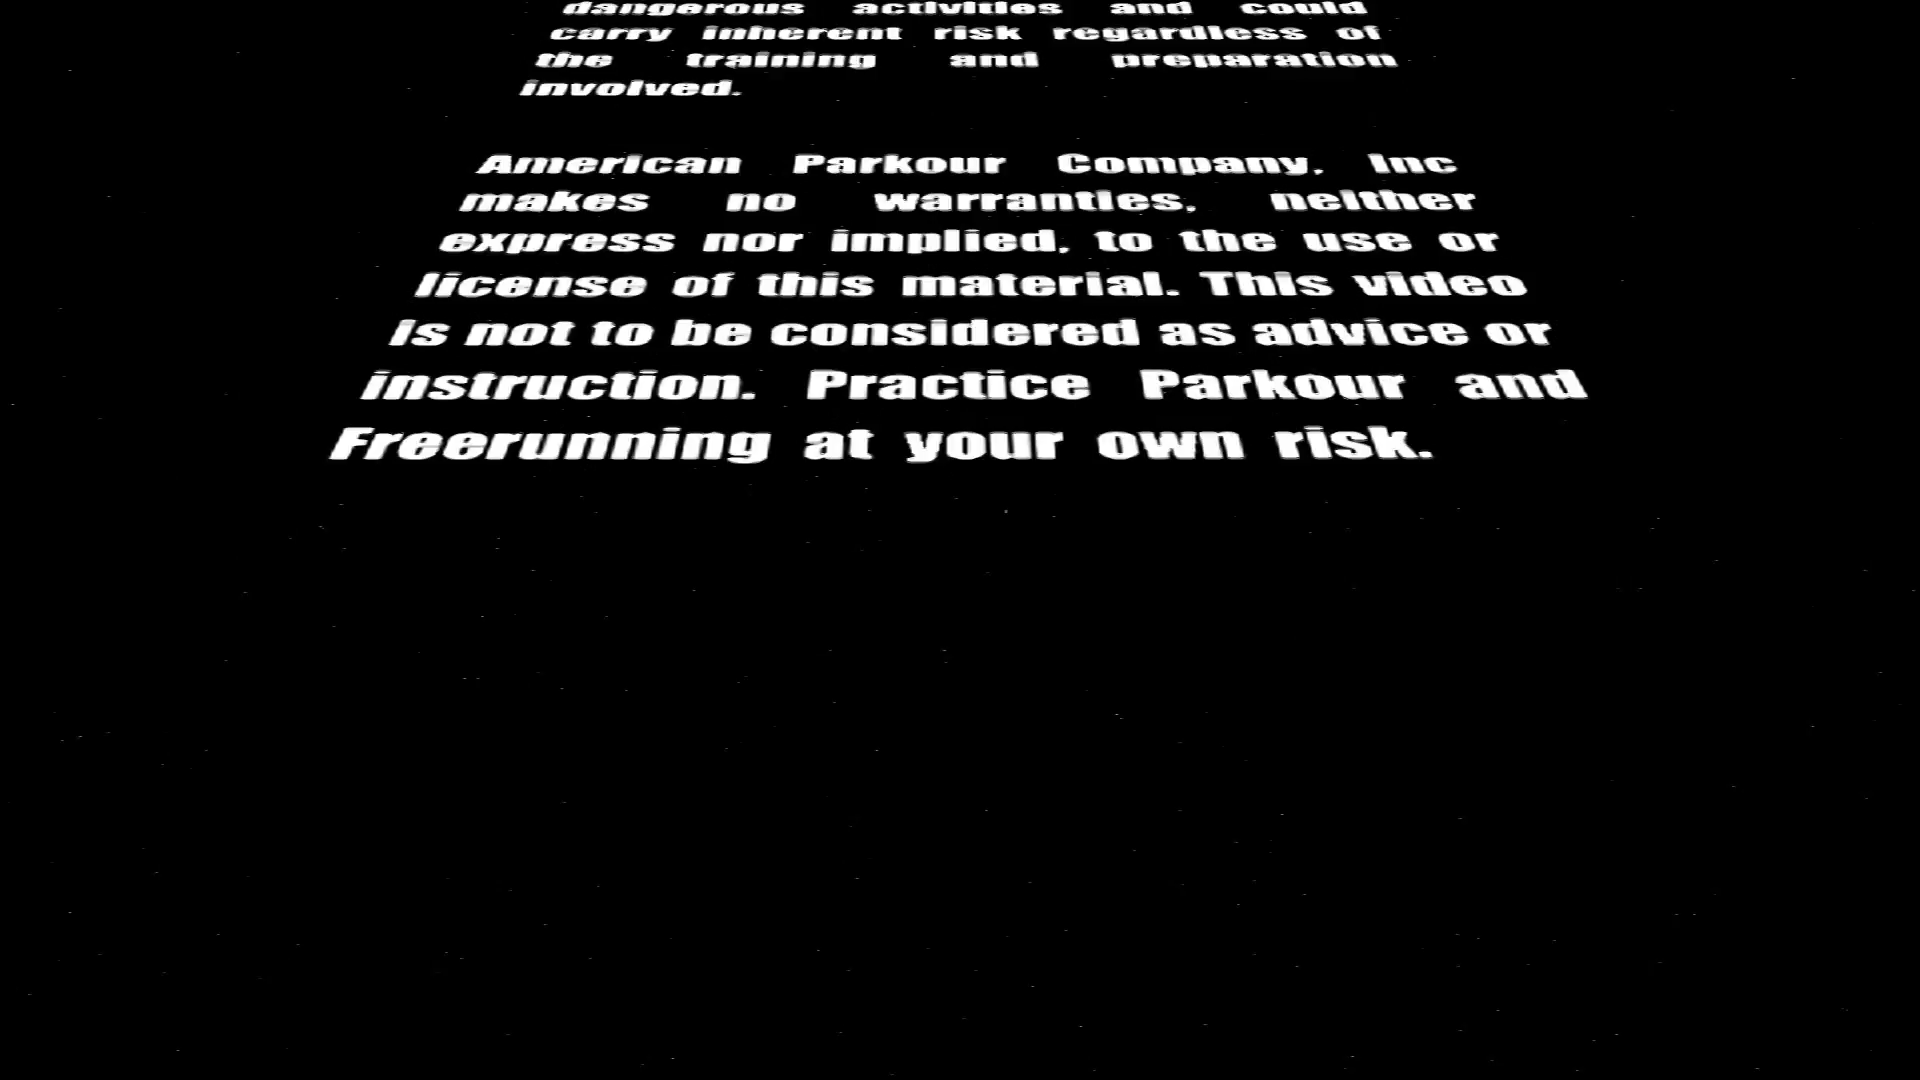 dangerous activities and could
carry inherent risk regardless of
the training and preparation
involved.
American Parkour Company, Inc
makes no warranties, neither
express nor implied, to the use or
license of this material. This video
is not to be considered as advice or
instruction. Practice Parkour and
Freerunning at your own risk.